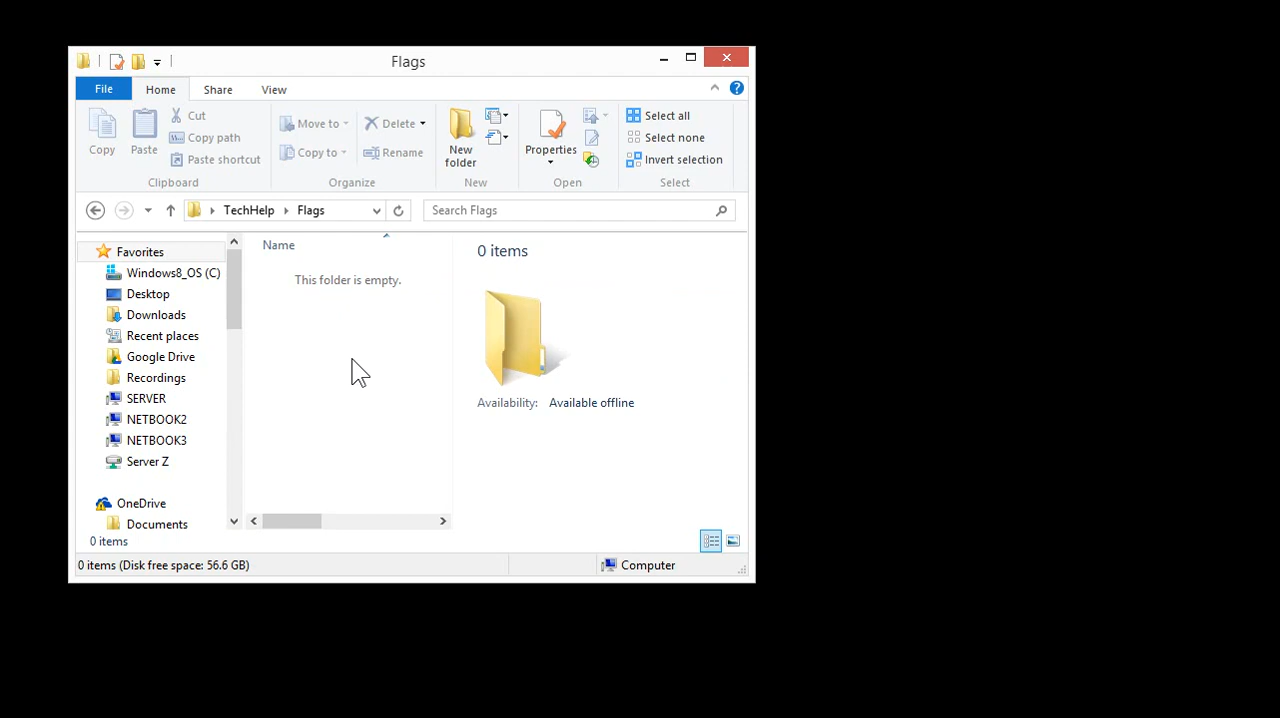 Flags
File Home Share View
Copy
Paste
Cut
Copy path
Paste shortcut
Clipboard
Move to
Copy to
Delete
Rename
Organize
New
folder
New
Properties
Open
Select all
Select none
Invert selection
Select
TechHelp Flags
Search Flags
Favorites
Windows8_OS (C)
Desktop
Downloads
Recent places
Google Drive
Recordings
SERVER
NETBOOK2
NETBOOK3
Server Z
OneDrive
Documents
Name
This folder is empty.
0 items
Availability: Available offline
0 items
0 items (Disk free space: 56.6 GB)
Computer